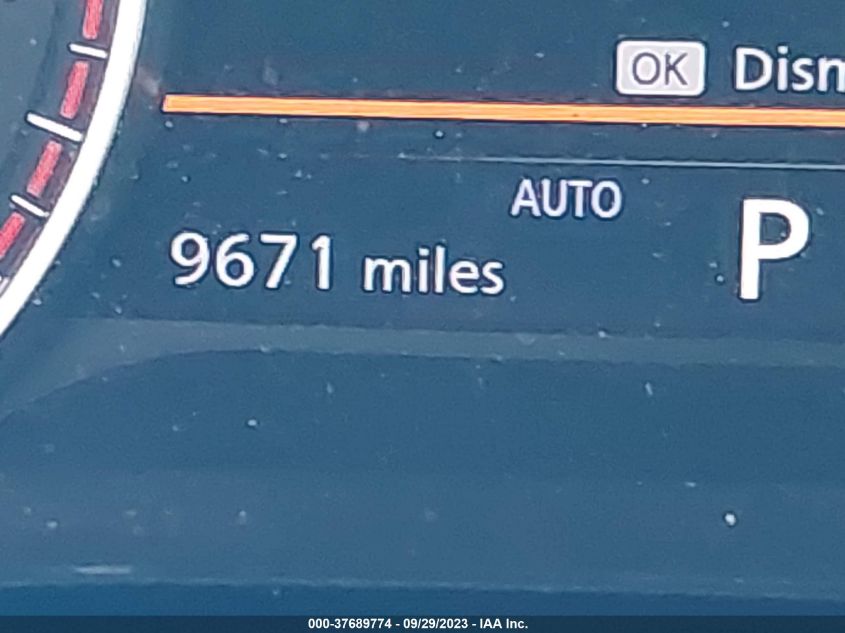 OK Dism
AUTO
P
9671 miles
000-37689774 - 09/29/2023 - IAA Inc.